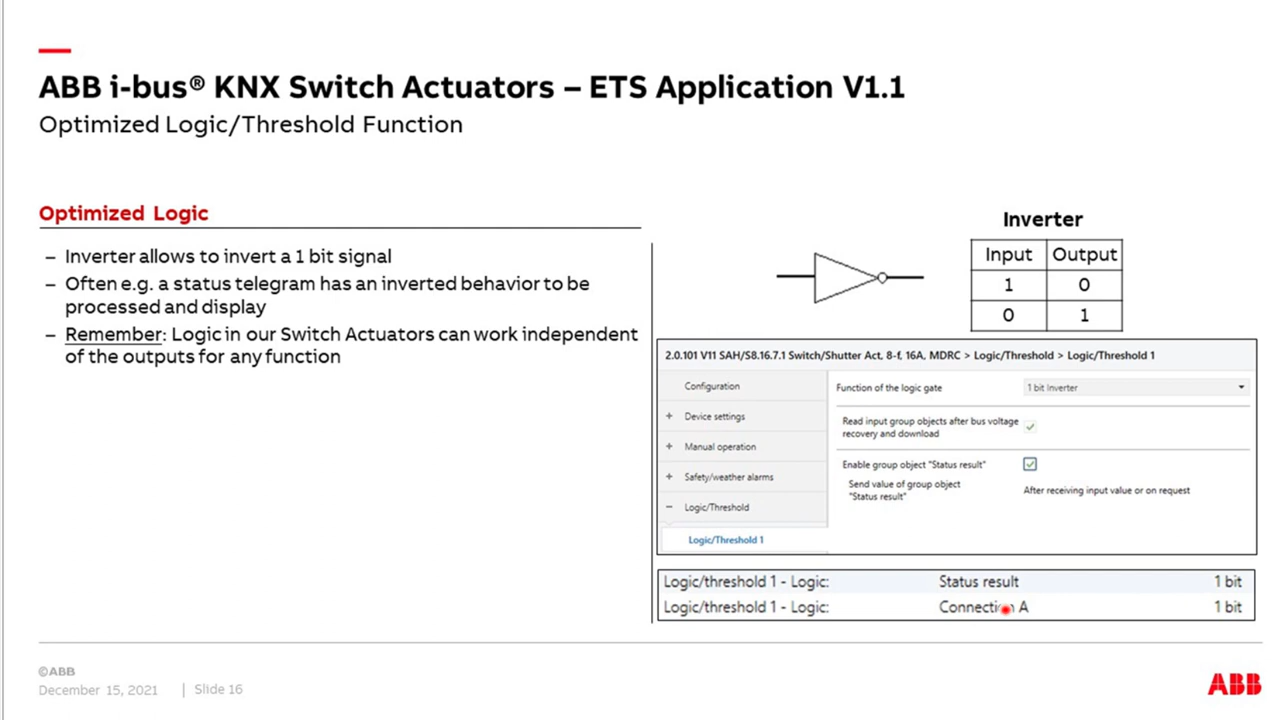 ABB i-bus® KNX Switch Actuators – ETS Application V1.1
Optimized Logic/Threshold Function
Optimized Logic
– Inverter allows to invert a 1 bit signal
– Often e.g. a status telegram has an inverted behavior to be
processed and display
– Remember: Logic in our Switch Actuators can work independent
of the outputs for any function
Inverter
Input Output
1 0
0 1
2.0.101 V11 SAH/S8.16.7.1 Switch/Shutter Act, 8-f, 16A, MDRC > Logic/Threshold > Logic/Threshold 1
Configuration
+ Device settings
+ Manual operation
+ Safety/weather alarms
– Logic/Threshold
Logic/Threshold 1
Function of the logic gate 1 bit Inverter
Read input group objects after bus voltage
recovery and download
Enable group object "Status result"
Send value of group object
"Status result" After receiving input value or on request
Logic/threshold 1 - Logic: Status result 1 bit
Logic/threshold 1 - Logic: Connection A 1 bit
©ABB
December 15, 2021 | Slide 16
ABB